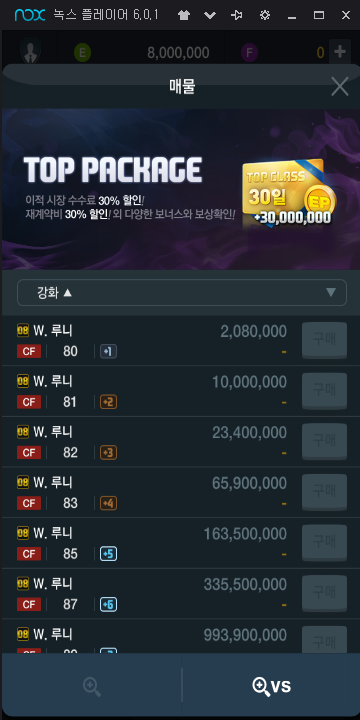 nox 녹스 플레이어 6.0.1
E 8,000,000 F 0 +
매물
TOP PACKAGE
이적 시장 수수료 30% 할인!
재계약비 30% 할인! 외 다양한 보너스와 보상확인!
TOP CLASS
30일
EP
+30,000,000
강화 ▲
08 W. 루니 2,080,000 구매
CF 80 +1 -
08 W. 루니 10,000,000 구매
CF 81 +2 -
08 W. 루니 23,400,000 구매
CF 82 +3 -
08 W. 루니 65,900,000 구매
CF 83 +4 -
08 W. 루니 163,500,000 구매
CF 85 +5 -
08 W. 루니 335,500,000 구매
CF 87 +6 -
08 W. 루니 993,900,000 구매
VS